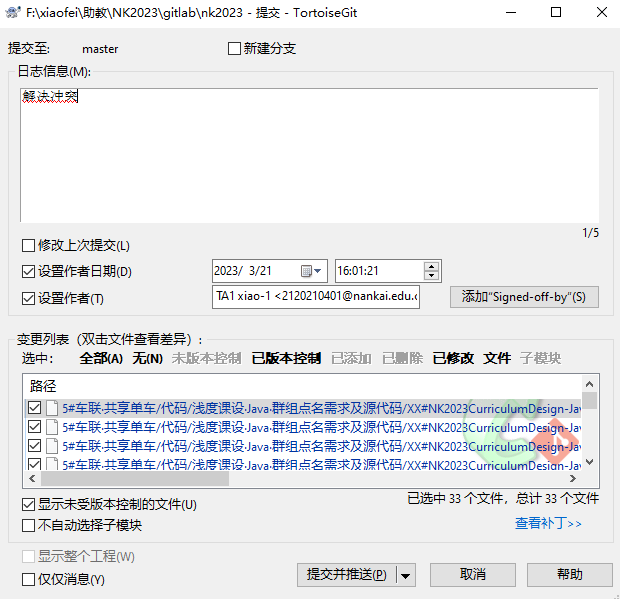 F:\xiaofei\助教\NK2023\gitlab\nk2023 - 提交 - TortoiseGit
提交至: master 新建分支
日志信息(M):
解决冲突
1/5
修改上次提交(L)
设置作者日期(D) 2023/ 3/21 16:01:21
设置作者(T) TA1 xiao-1 <2120210401@nankai.edu.c 添加"Signed-off-by"(S)
变更列表（双击文件查看差异）:
选中: 全部(A) 无(N) 未版本控制 已版本控制 已添加 已删除 已修改 文件 子模块
路径
5#车联·共享单车/代码/浅度课设·Java·群组点名需求及源代码/XX#NK2023CurriculumDesign-Jav
5#车联·共享单车/代码/浅度课设·Java·群组点名需求及源代码/XX#NK2023CurriculumDesign-Jav
5#车联·共享单车/代码/浅度课设·Java·群组点名需求及源代码/XX#NK2023CurriculumDesign-Jav
5#车联·共享单车/代码/浅度课设·Java·群组点名需求及源代码/XX#NK2023CurriculumDesign-Jav
显示未受版本控制的文件(U) 已选中 33 个文件，总计 33 个文件
不自动选择子模块 查看补丁>>
显示整个工程(W)
仅仅消息(Y) 提交并推送(P) 取消 帮助